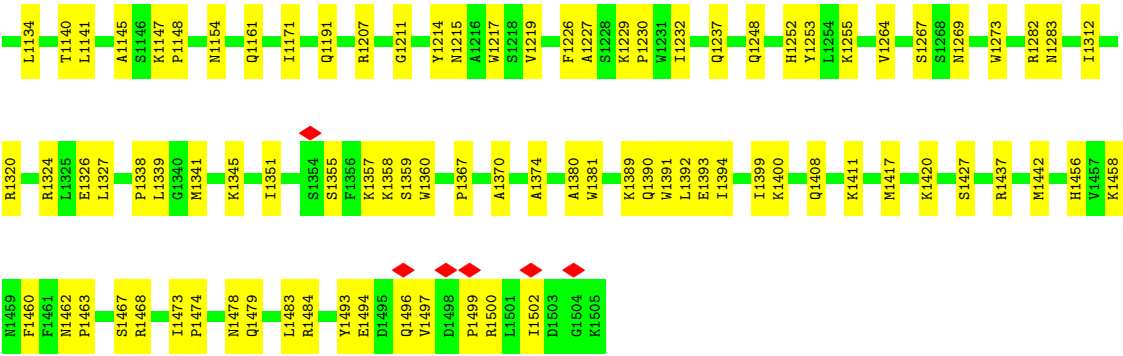 L1134 T1140 L1141 A1145 S1146 K1147 P1148 N1154 Q1161 I1171 Q1191 R1207 G1211 Y1214 N1215 A1216 W1217 S1218 V1219 F1226 A1227 S1228 K1229 P1230 W1231 I1232 Q1237 Q1248 H1252 Y1253 L1254 K1255 V1264 S1267 S1268 N1269 W1273 R1282 N1283 I1312
R1320 R1324 L1325 E1326 L1327 P1338 L1339 G1340 M1341 K1345 I1351 S1354 S1355 F1356 K1357 K1358 S1359 W1360 P1367 A1370 A1374 A1380 W1381 K1389 Q1390 W1391 L1392 E1393 I1394 I1399 K1400 Q1408 K1411 M1417 K1420 S1427 R1437 M1442 H1456 V1457 K1458
N1459 F1460 F1461 N1462 P1463 S1467 R1468 I1473 P1474 N1478 Q1479 L1483 R1484 Y1493 E1494 D1495 Q1496 V1497 D1498 P1499 R1500 L1501 I1502 D1503 G1504 K1505